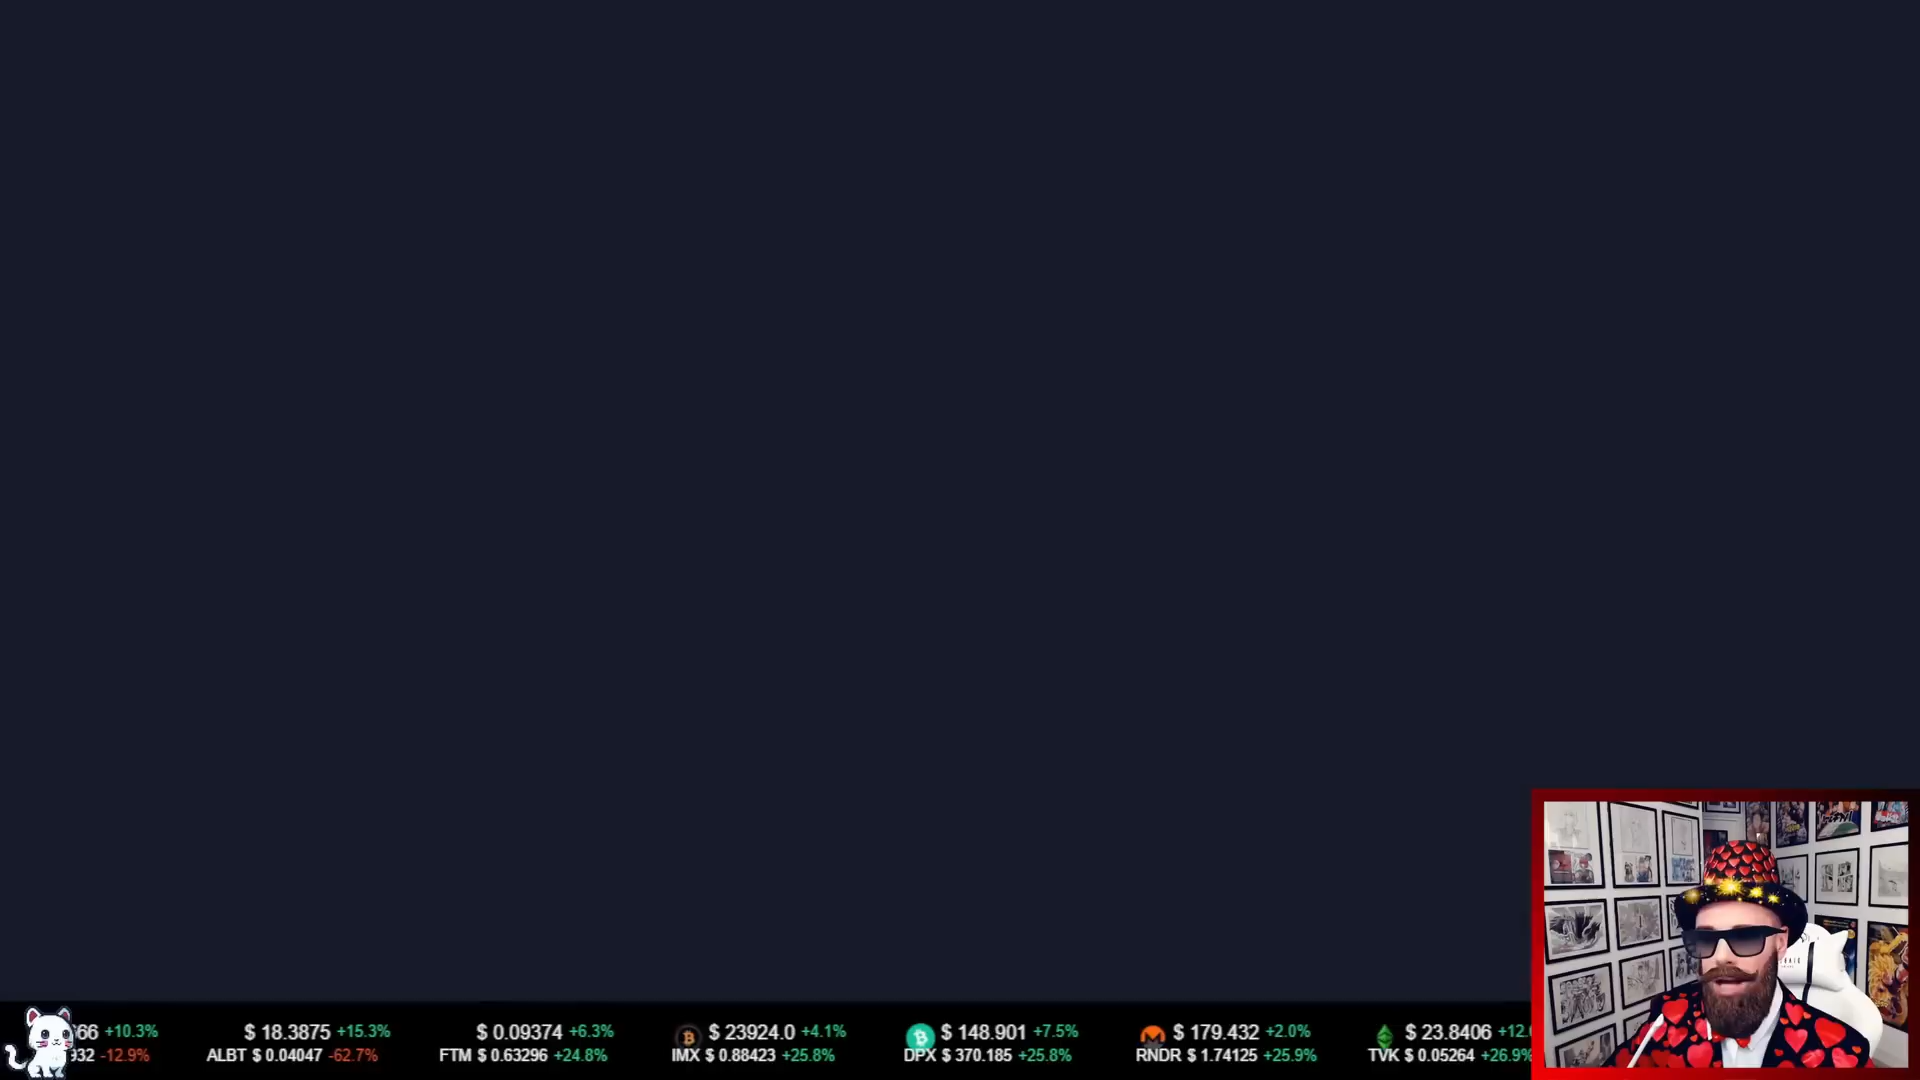 66 +10.3% $ 18.3875 +15.3% $ 0.09374 +6.3% $ 23924.0 +4.1% $ 148.901 +7.5% $ 179.432 +2.0% $ 23.8406 +12.
932 -12.9% ALBT $ 0.04047 -62.7% FTM $ 0.63296 +24.8% IMX $ 0.88423 +25.8% DPX $ 370.185 +25.8% RNDR $ 1.74125 +25.9% TVK $ 0.05264 +26.9%